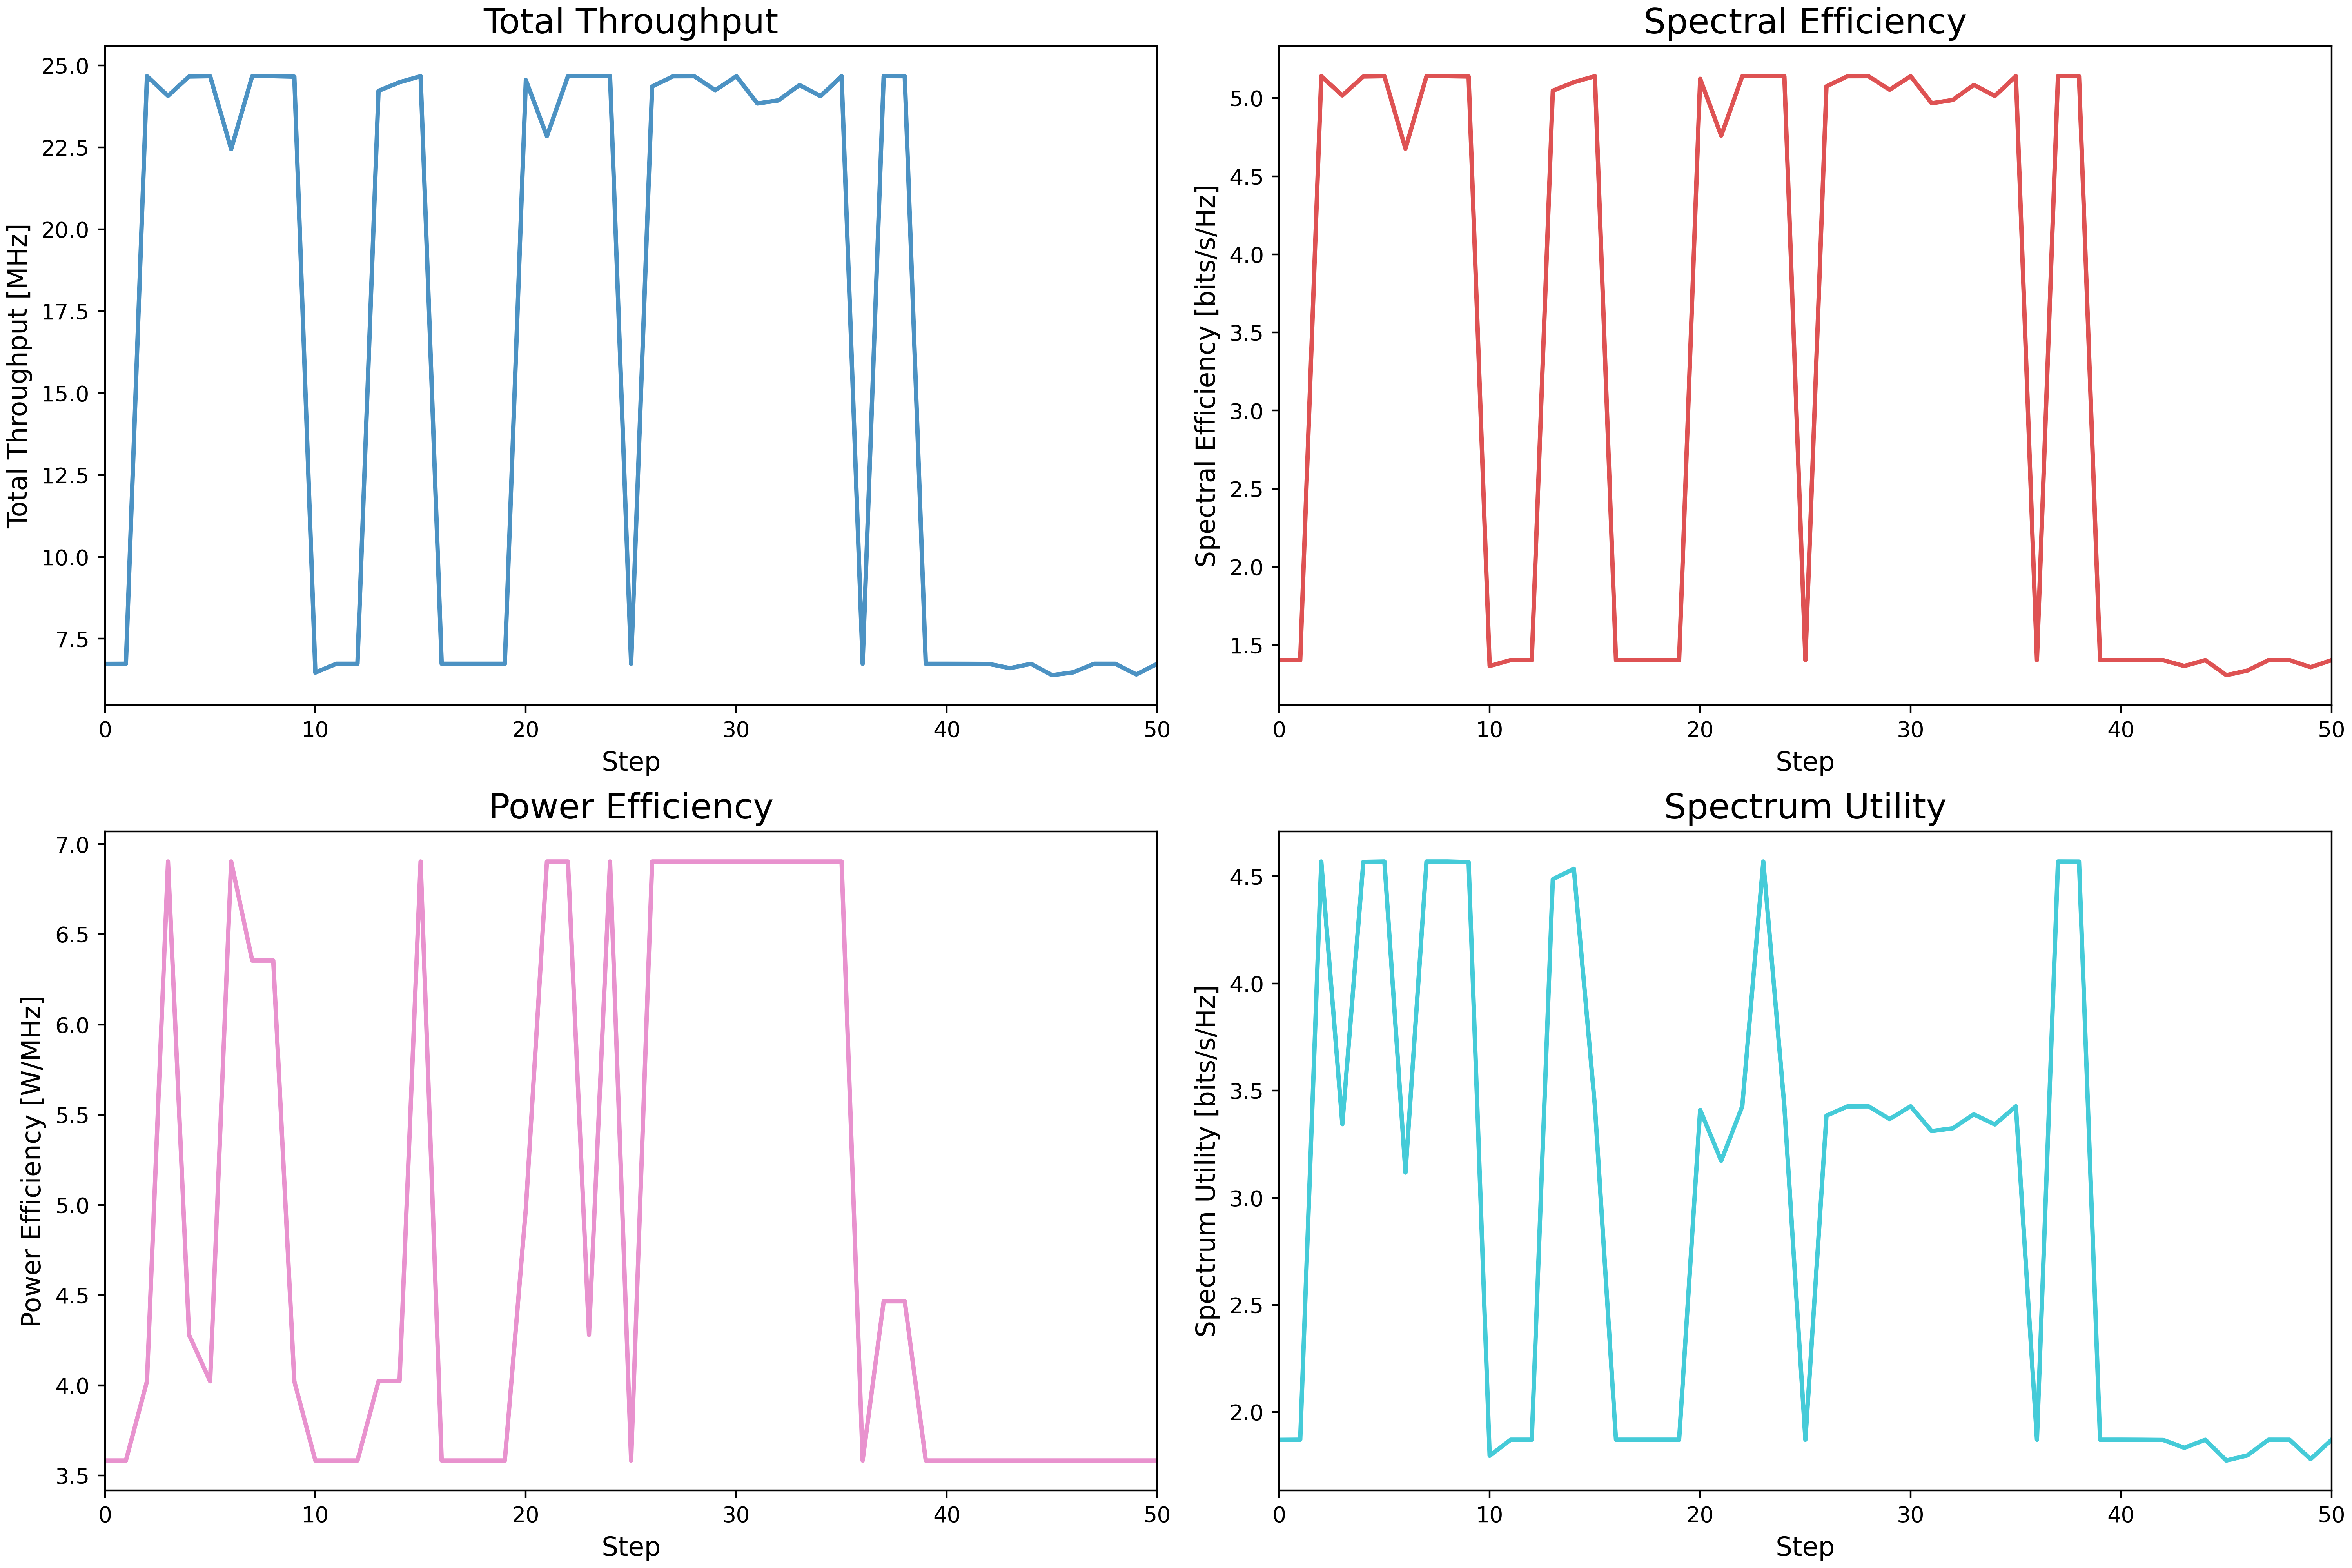 Total Throughput
Total Throughput [MHz]
25.0
22.5
20.0
17.5
15.0
12.5
10.0
7.5
0 10 20 30 40 50
Step
Spectral Efficiency
Spectral Efficiency [bits/s/Hz]
5.0
4.5
4.0
3.5
3.0
2.5
2.0
1.5
0 10 20 30 40 50
Step
Power Efficiency
Power Efficiency [W/MHz]
7.0
6.5
6.0
5.5
5.0
4.5
4.0
3.5
0 10 20 30 40 50
Step
Spectrum Utility
Spectrum Utility [bits/s/Hz]
4.5
4.0
3.5
3.0
2.5
2.0
0 10 20 30 40 50
Step